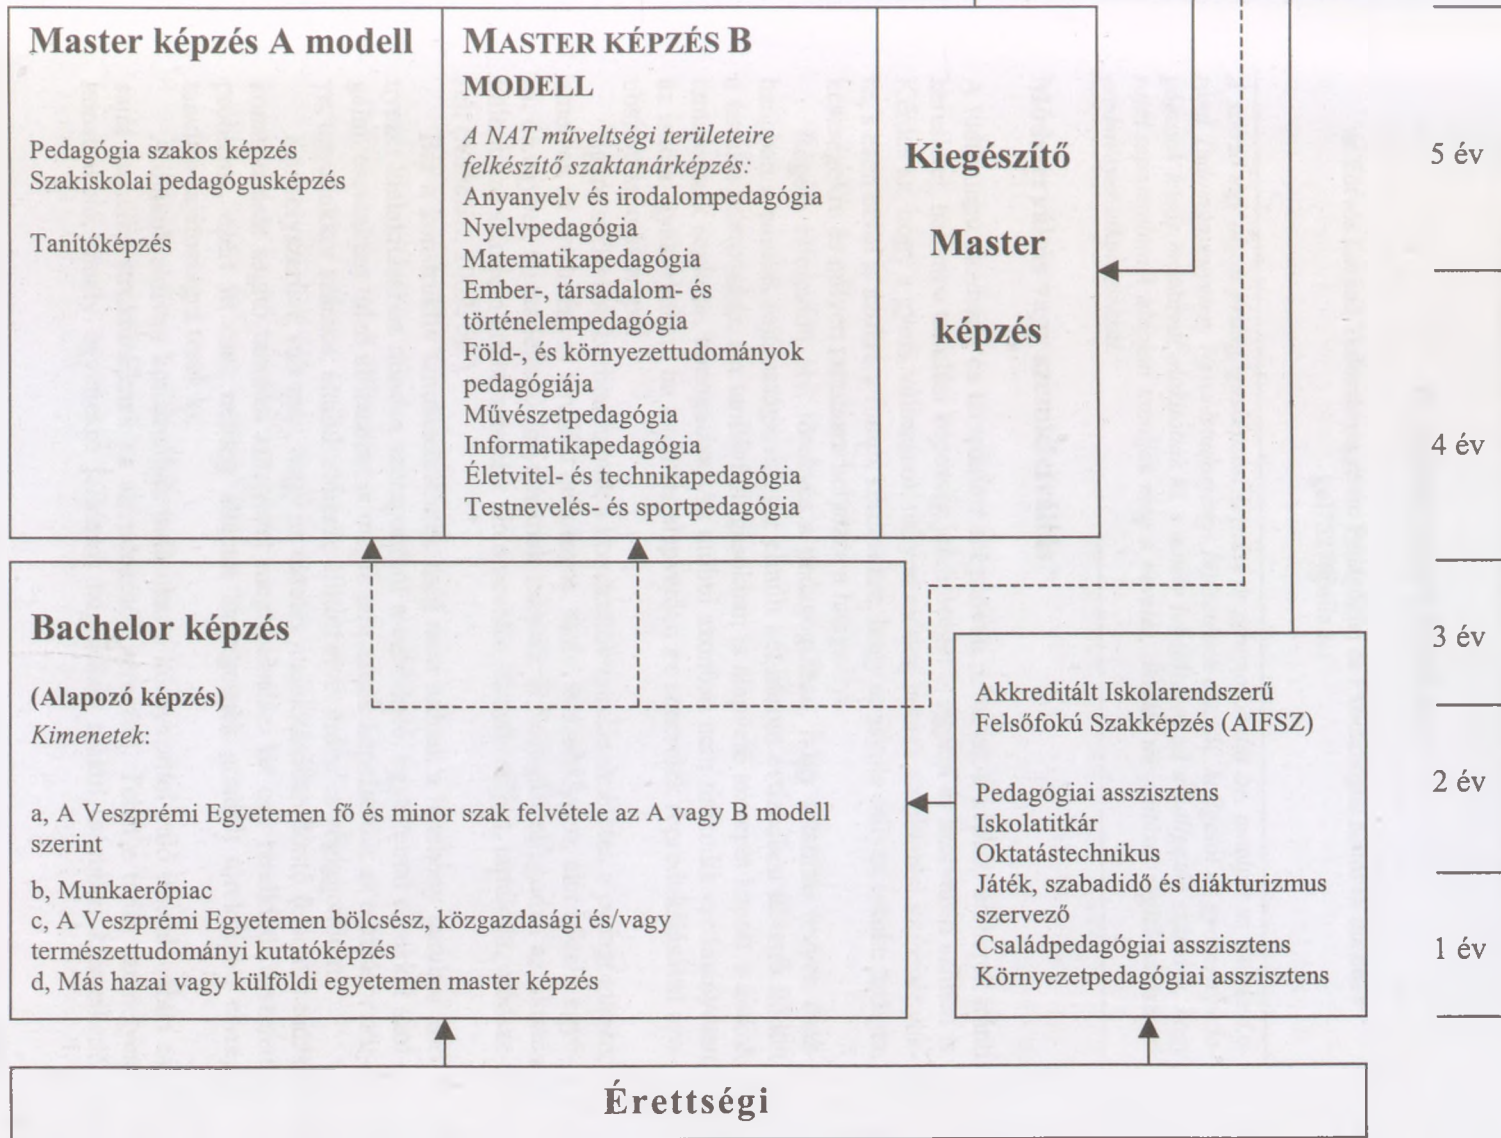 Master képzés A modell
Pedagógia szakos képzés
Szakiskolai pedagógusképzés
Tanítóképzés
MASTER KÉPZÉS B
MODELL
A NAT műveltségi területeire
felkészítő szaktanárképzés:
Anyanyelv és irodalompedagógia
Nyelvpedagógia
Matematikapedagógia
Ember-, társadalom- és
történelempedagógia
Föld-, és környezettudományok
pedagógiája
Művészetpedagógia
Informatikapedagógia
Életvitel- és technikapedagógia
Testnevelés- és sportpedagógia
Kiegészítő
Master
képzés
5 év
4 év
3 év
2 év
1 év
Bachelor képzés
(Alapozó képzés)
Kimenetek:
a, A Veszprémi Egyetemen fő és minor szak felvétele az A vagy B modell
szerint
b, Munkaerőpiac
c, A Veszprémi Egyetemen bölcsész, közgazdasági és/vagy
természettudományi kutatóképzés
d, Más hazai vagy külföldi egyetemen master képzés
Akkreditált Iskolarendszerű
Felsőfokú Szakképzés (AIFSZ)
Pedagógiai asszisztens
Iskolatitkár
Oktatástechnikus
Játék, szabadidő és diákturizmus
szervező
Családpedagógiai asszisztens
Környezetpedagógiai asszisztens
Érettségi